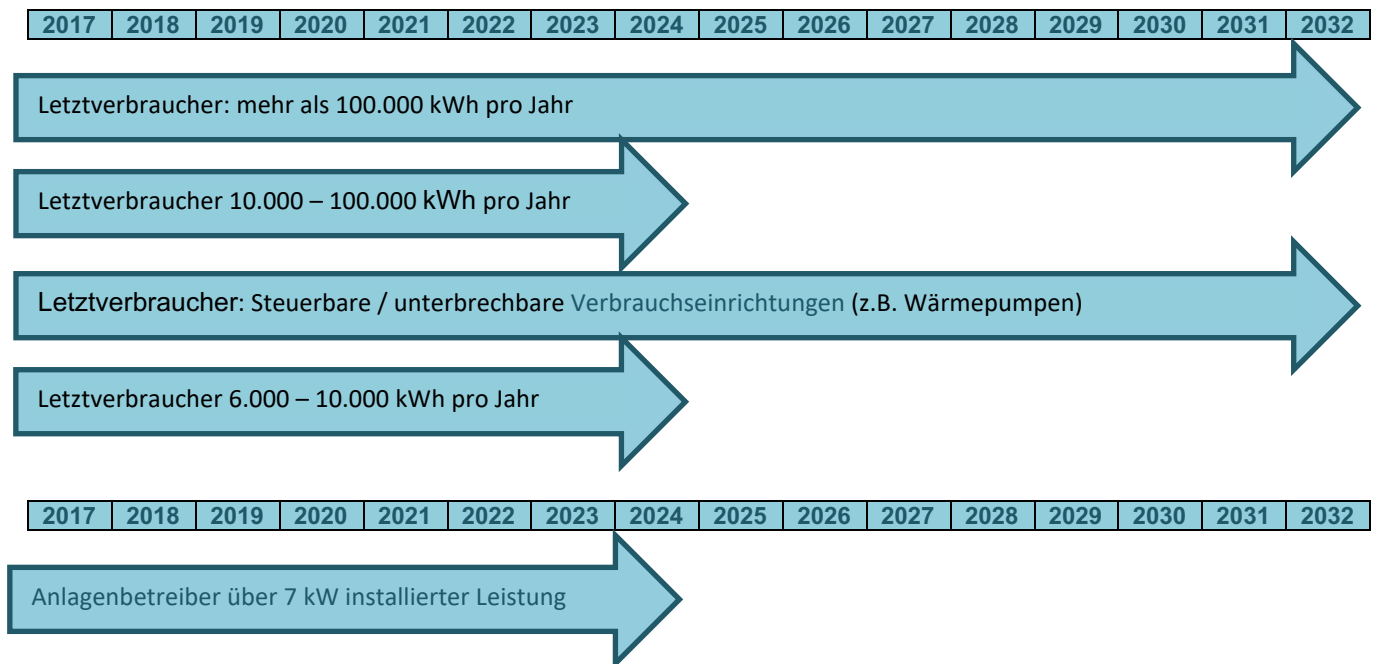 2017 2018 2019 2020 2021 2022 2023 2024 2025 2026 2027 2028 2029 2030 2031 2032
Letztverbraucher: mehr als 100.000 kWh pro Jahr
Letztverbraucher 10.000 – 100.000 kWh pro Jahr
Letztverbraucher: Steuerbare / unterbrechbare Verbrauchseinrichtungen (z.B. Wärmepumpen)
Letztverbraucher 6.000 – 10.000 kWh pro Jahr
2017 2018 2019 2020 2021 2022 2023 2024 2025 2026 2027 2028 2029 2030 2031 2032
Anlagenbetreiber über 7 kW installierter Leistung